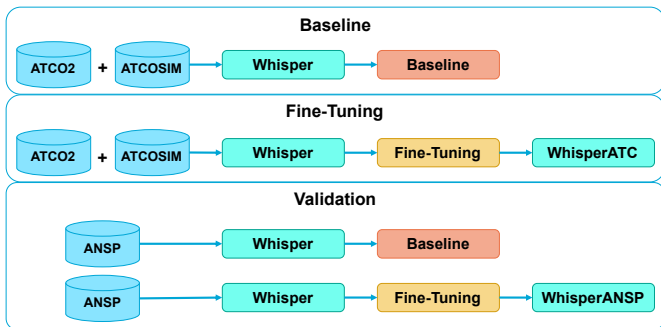 Baseline
ATCO2 + ATCOSIM Whisper Baseline
Fine-Tuning
ATCO2 + ATCOSIM Whisper Fine-Tuning WhisperATC
Validation
ANSP Whisper Baseline
ANSP Whisper Fine-Tuning WhisperANSP